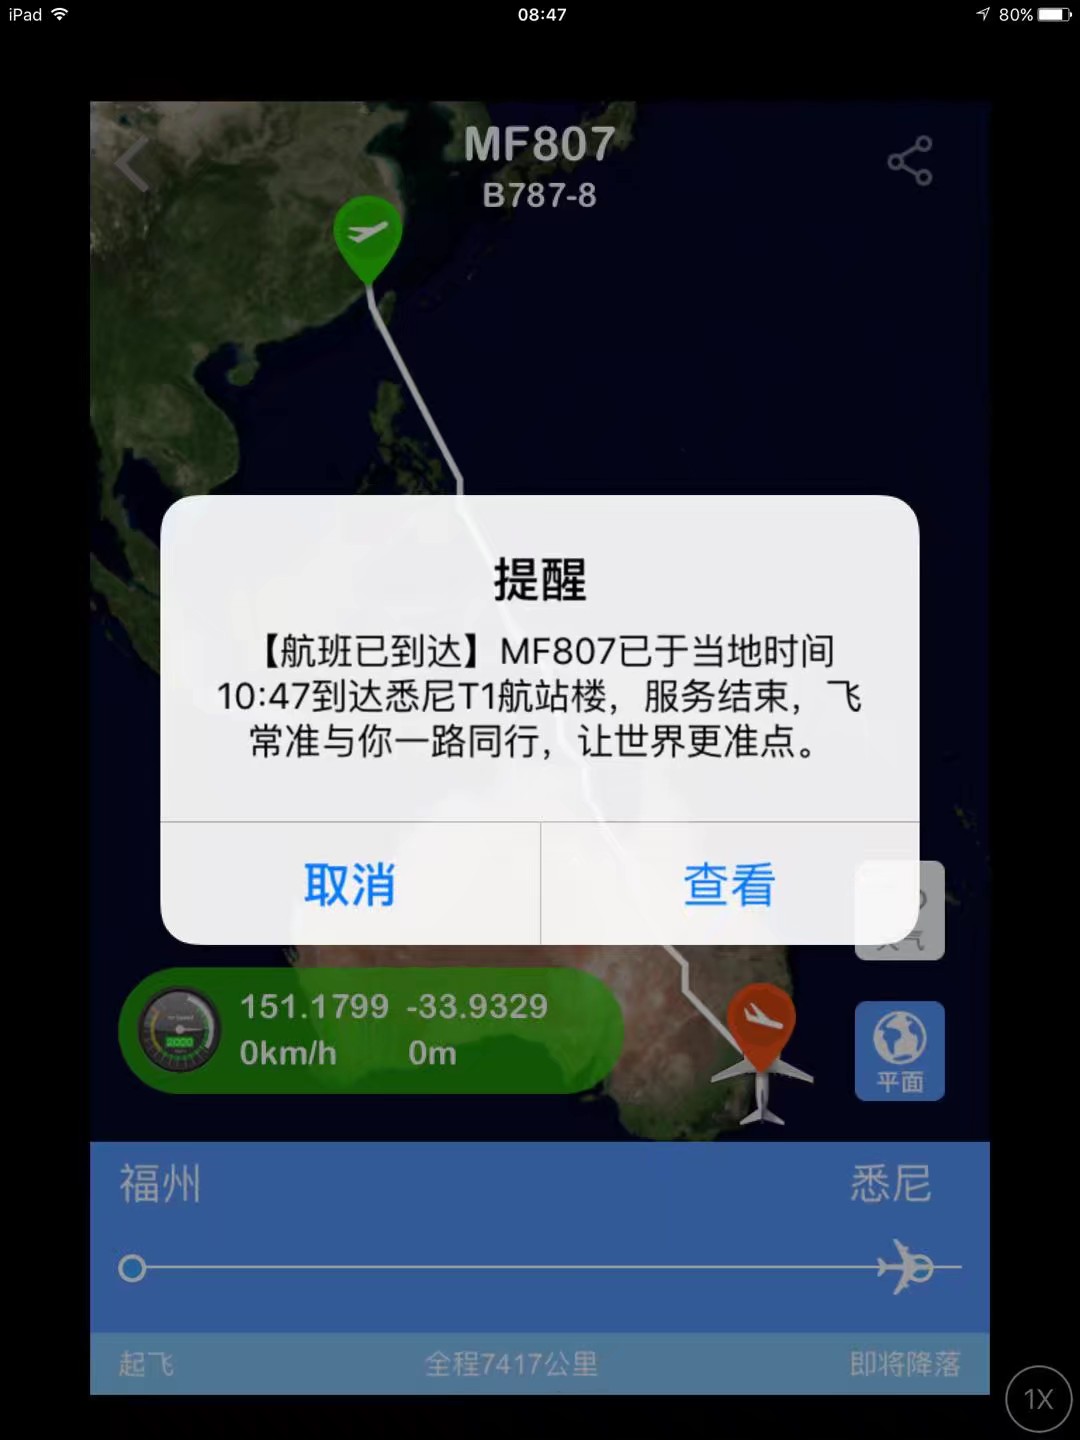 iPad 08:47 80%
MF807
B787-8
提醒
【航班已到达】MF807已于当地时间
10:47到达悉尼T1航站楼，服务结束，飞
常准与你一路同行，让世界更准点。
取消 查看
天气
151.1799 -33.9329
0km/h 0m
平面
福州 悉尼
起飞 全程7417公里 即将降落
1X